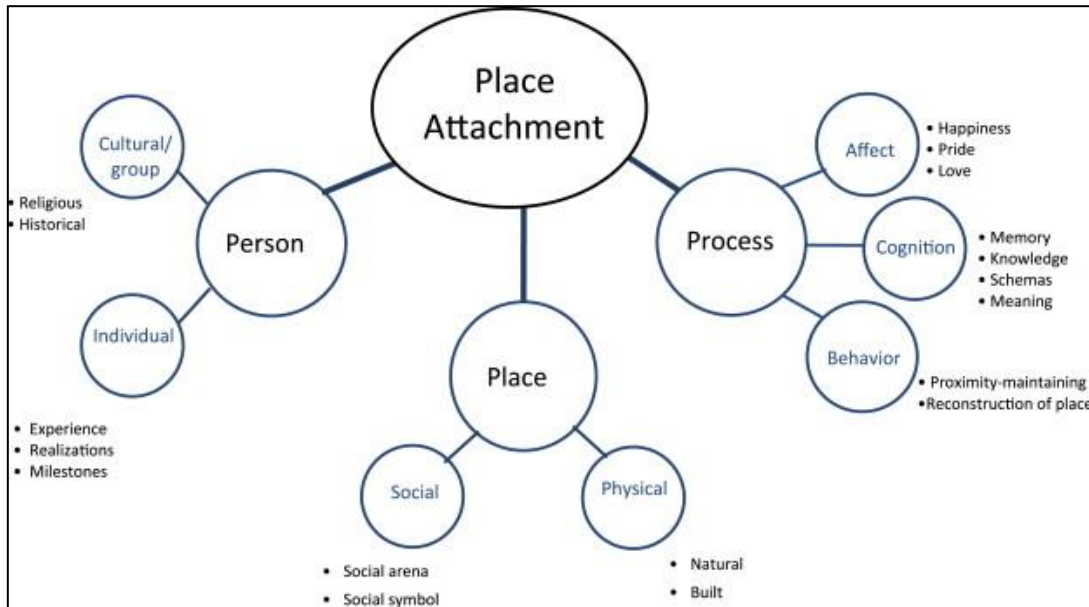 Place
Attachment
Cultural/
group
• Religious
• Historical
Person
Individual
• Experience
• Realizations
• Milestones
Place
Social
• Social arena
• Social symbol
Physical
• Natural
• Built
Process
Affect
• Happiness
• Pride
• Love
Cognition
• Memory
• Knowledge
• Schemas
• Meaning
Behavior
• Proximity-maintaining
•Reconstruction of place